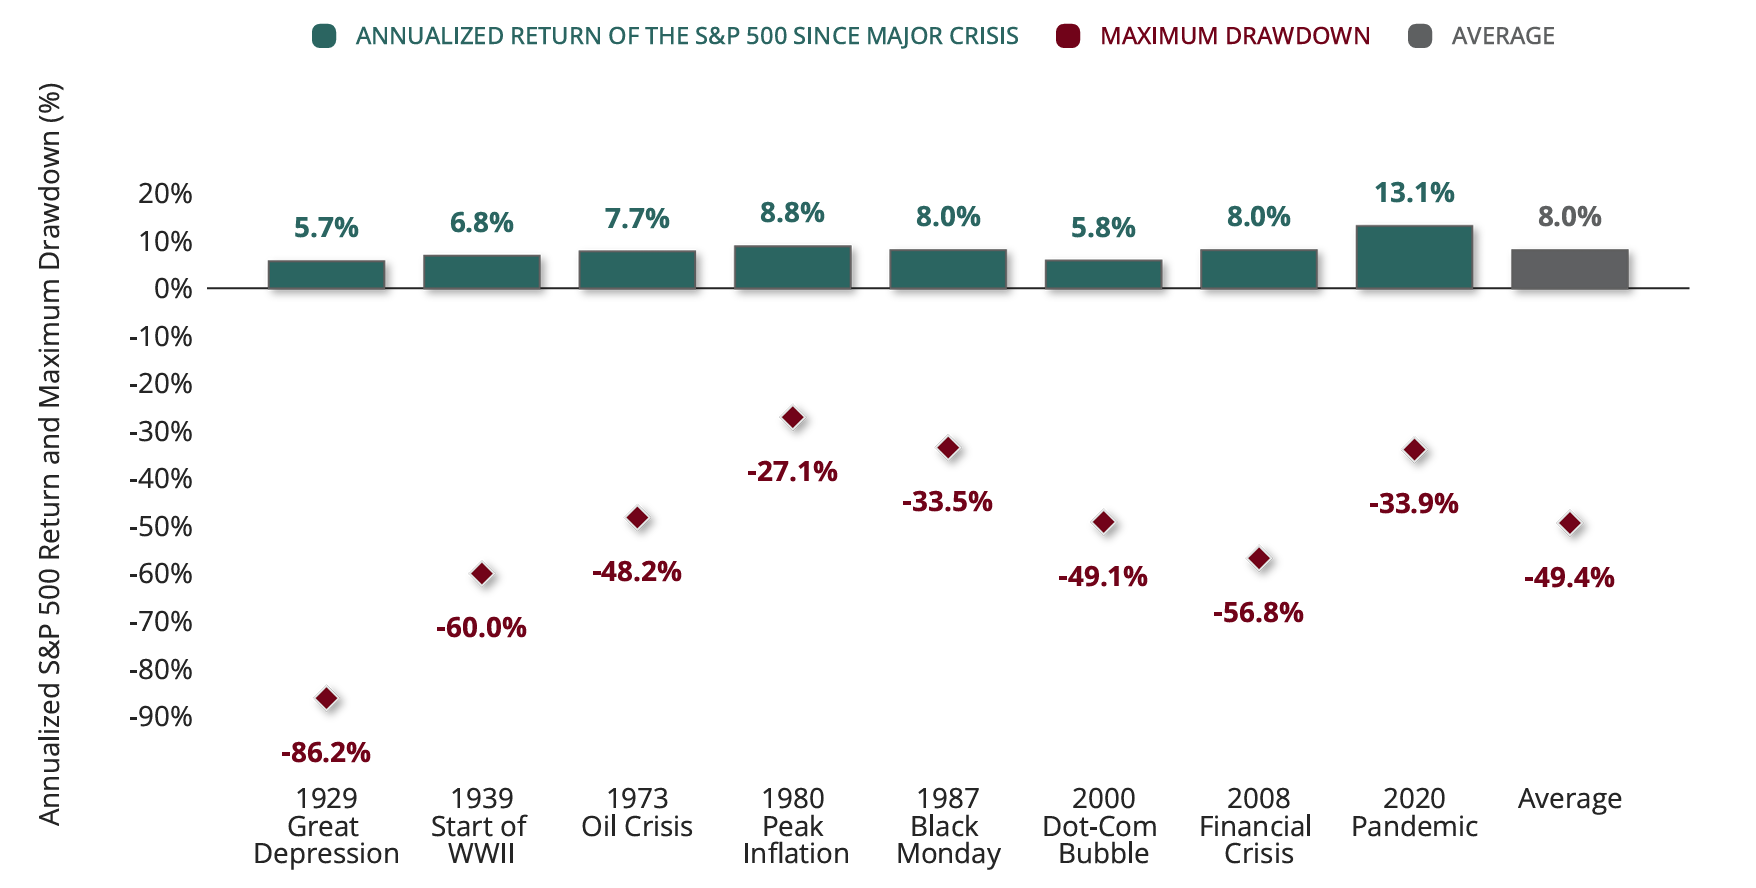 ANNUALIZED RETURN OF THE S&P 500 SINCE MAJOR CRISIS
MAXIMUM DRAWDOWN
AVERAGE
Annualized S&P 500 Return and Maximum Drawdown (%)
20%
10%
0%
-10%
-20%
-30%
-40%
-50%
-60%
-70%
-80%
-90%
5.7%
6.8%
7.7%
8.8%
8.0%
5.8%
8.0%
13.1%
8.0%
-86.2%
-60.0%
-48.2%
-27.1%
-33.5%
-49.1%
-56.8%
-33.9%
-49.4%
1929
Great
Depression
1939
Start of
WWII
1973
Oil Crisis
1980
Peak
Inflation
1987
Black
Monday
2000
Dot-Com
Bubble
2008
Financial
Crisis
2020
Pandemic
Average